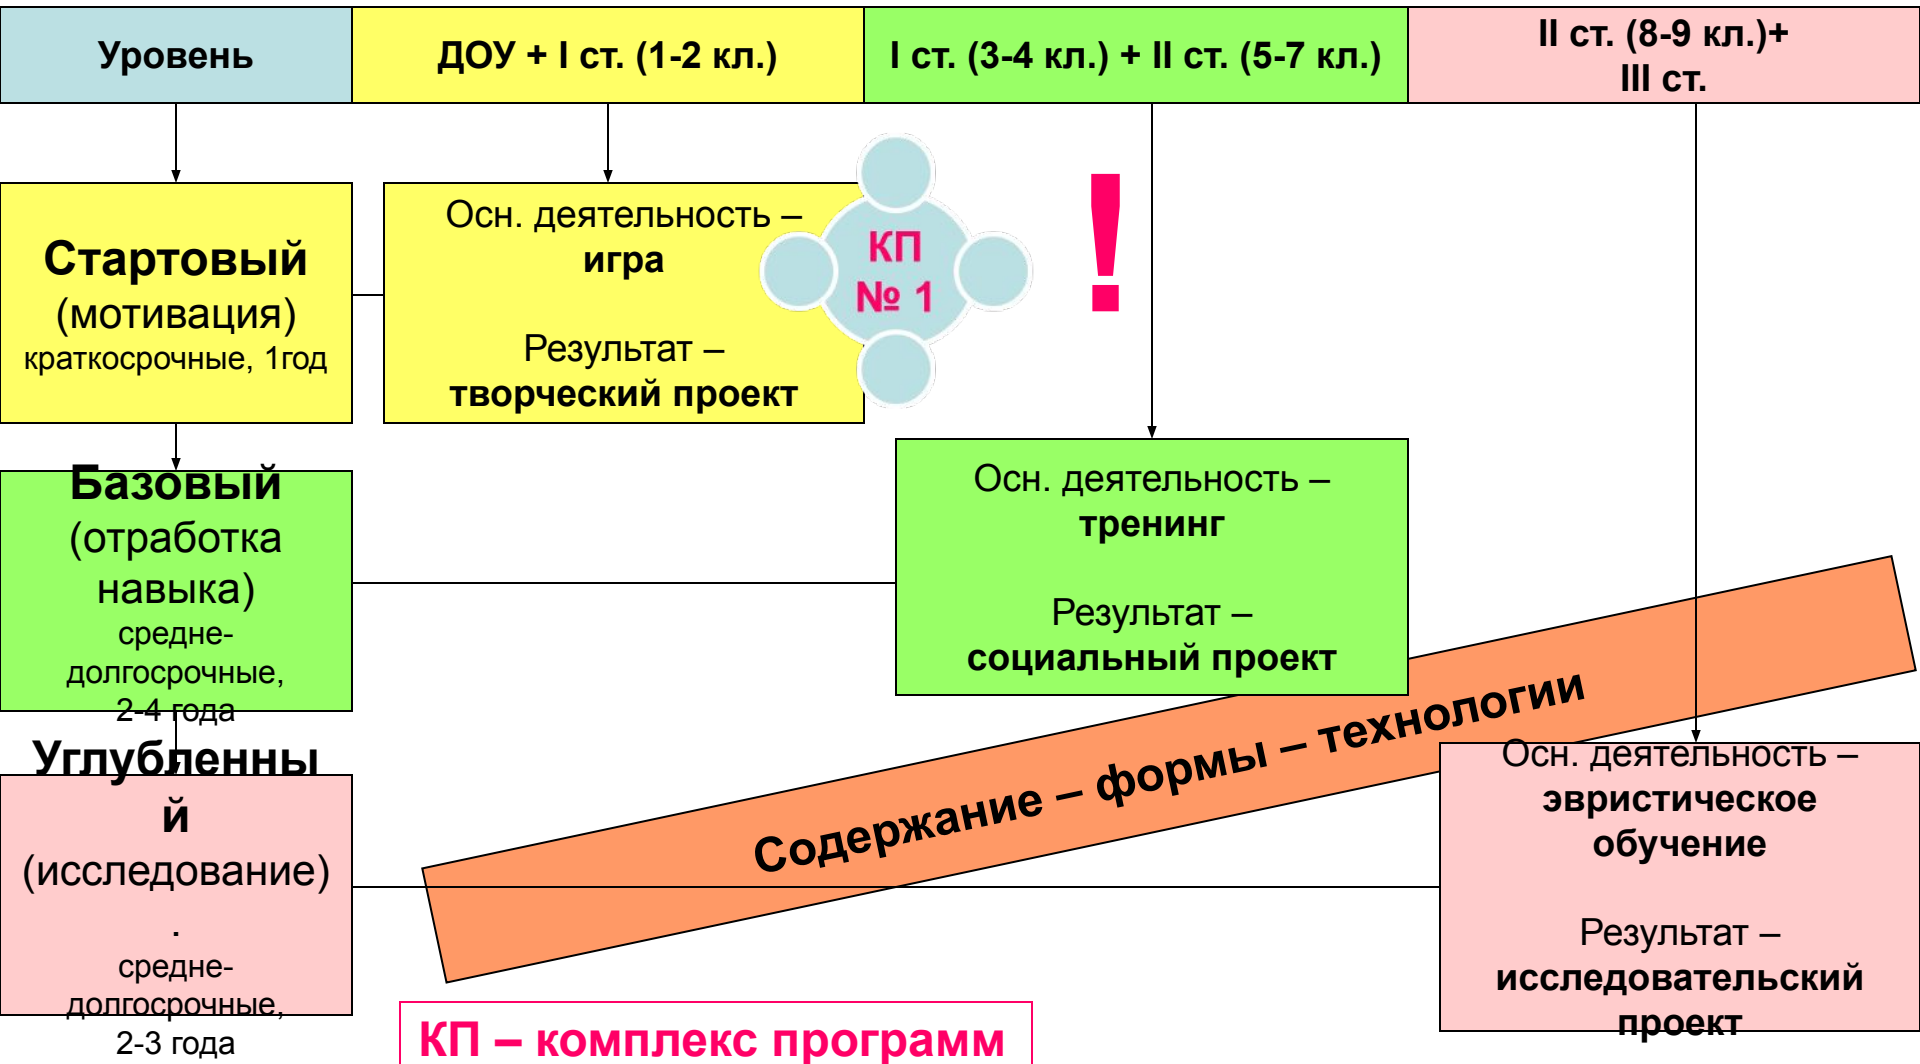 Уровень
ДОУ + I ст. (1-2 кл.)
I ст. (3-4 кл.) + II ст. (5-7 кл.)
II ст. (8-9 кл.)+
III ст.
Стартовый
(мотивация)
краткосрочные, 1год
Осн. деятельность –
игра
Результат –
творческий проект
КП
№ 1
!
Базовый
(отработка
навыка)
средне-
долгосрочные,
2-4 года
Осн. деятельность –
тренинг
Результат –
социальный проект
Содержание – формы – технологии
Углубленны
й
(исследование)
.
средне-
долгосрочные,
2-3 года
Осн. деятельность –
эвристическое
обучение
Результат –
исследовательский
проект
КП – комплекс программ